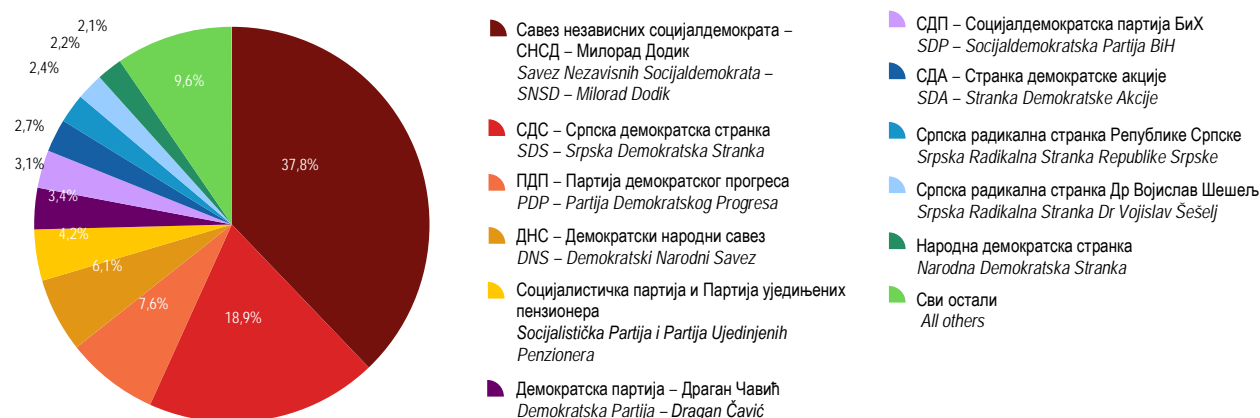 2,1%
2,2%
2,4%
2,7%
3,1%
3,4%
4,2%
6,1%
7,6%
18,9%
37,8%
9,6%
Савез независних социјалдемократа –
СНСД – Милорад Додик
Savez Nezavisnih Socijaldemokrata –
SNSD – Milorad Dodik
СДС – Српска демократска странка
SDS – Srpska Demokratska Stranka
ПДП – Партија демократског прогреса
PDP – Partija Demokratskog Progresa
ДНС – Демократски народни савез
DNS – Demokratski Narodni Savez
Социјалистичка партија и Партија уједињених
пензионера
Socijalistička Partija i Partija Ujedinjenih
Penzionera
Демократска партија – Драган Чавић
Demokratska Partija – Dragan Čavić
СДП – Социјалдемократска партија БиХ
SDP – Socijaldemokratska Partija BiH
СДА – Странка демократске акције
SDA – Stranka Demokratske Akcije
Српска радикална странка Републике Српске
Srpska Radikalna Stranka Republike Srpske
Српска радикална странка Др Војислав Шешељ
Srpska Radikalna Stranka Dr Vojislav Šešelj
Народна демократска странка
Narodna Demokratska Stranka
Сви остали
All others